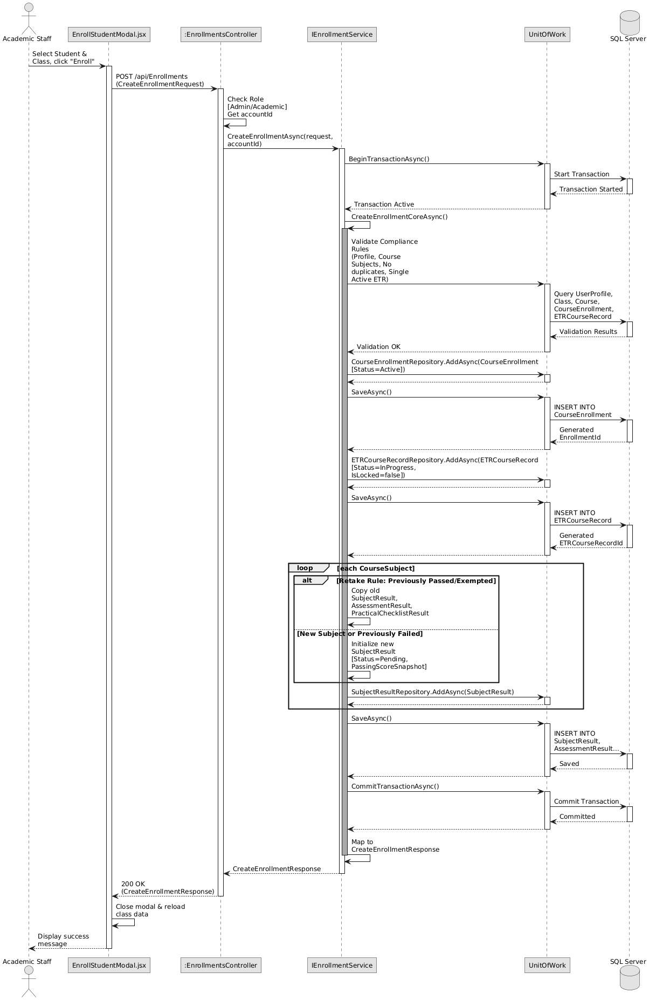 Academic Staff
EnrollStudentModal.jsx
:EnrollmentsController
IEnrollmentService
UnitOfWork
SQL Server
Select Student &
Class, click "Enroll"
POST /api/Enrollments
(CreateEnrollmentRequest)
Check Role
[Admin/Academic]
Get accountId
CreateEnrollmentAsync(request,
accountId)
BeginTransactionAsync()
Start Transaction
Transaction Started
Transaction Active
CreateEnrollmentCoreAsync()
Validate Compliance
Rules
(Profile, Course
Subjects, No
duplicates, Single
Active ETR)
Query UserProfile,
Class, Course,
CourseEnrollment,
ETRCourseRecord
Validation Results
Validation OK
CourseEnrollmentRepository.AddAsync(CourseEnrollment
[Status=Active])
SaveAsync()
INSERT INTO
CourseEnrollment
Generated
EnrollmentId
ETRCourseRecordRepository.AddAsync(ETRCourseRecord
[Status=InProgress,
IsLocked=false])
SaveAsync()
INSERT INTO
ETRCourseRecord
Generated
ETRCourseRecordId
loop [each CourseSubject]
alt [Retake Rule: Previously Passed/Exempted]
Copy old
SubjectResult,
AssessmentResult,
PracticalChecklistResult
[New Subject or Previously Failed]
Initialize new
SubjectResult
[Status=Pending,
PassingScoreSnapshot]
SubjectResultRepository.AddAsync(SubjectResult)
SaveAsync()
INSERT INTO
SubjectResult,
AssessmentResult...
Saved
CommitTransactionAsync()
Commit Transaction
Committed
Map to
CreateEnrollmentResponse
CreateEnrollmentResponse
200 OK
(CreateEnrollmentResponse)
Close modal & reload
class data
Display success
message
Academic Staff
EnrollStudentModal.jsx
:EnrollmentsController
IEnrollmentService
UnitOfWork
SQL Server